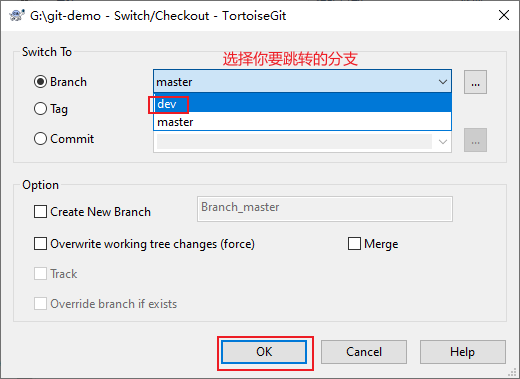 G:\git-demo - Switch/Checkout - TortoiseGit
Switch To
选择你要跳转的分支
Branch
master
...
dev
Tag
master
Commit
...
Option
Create New Branch
Branch_master
Overwrite working tree changes (force)
Merge
Track
Override branch if exists
OK
Cancel
Help